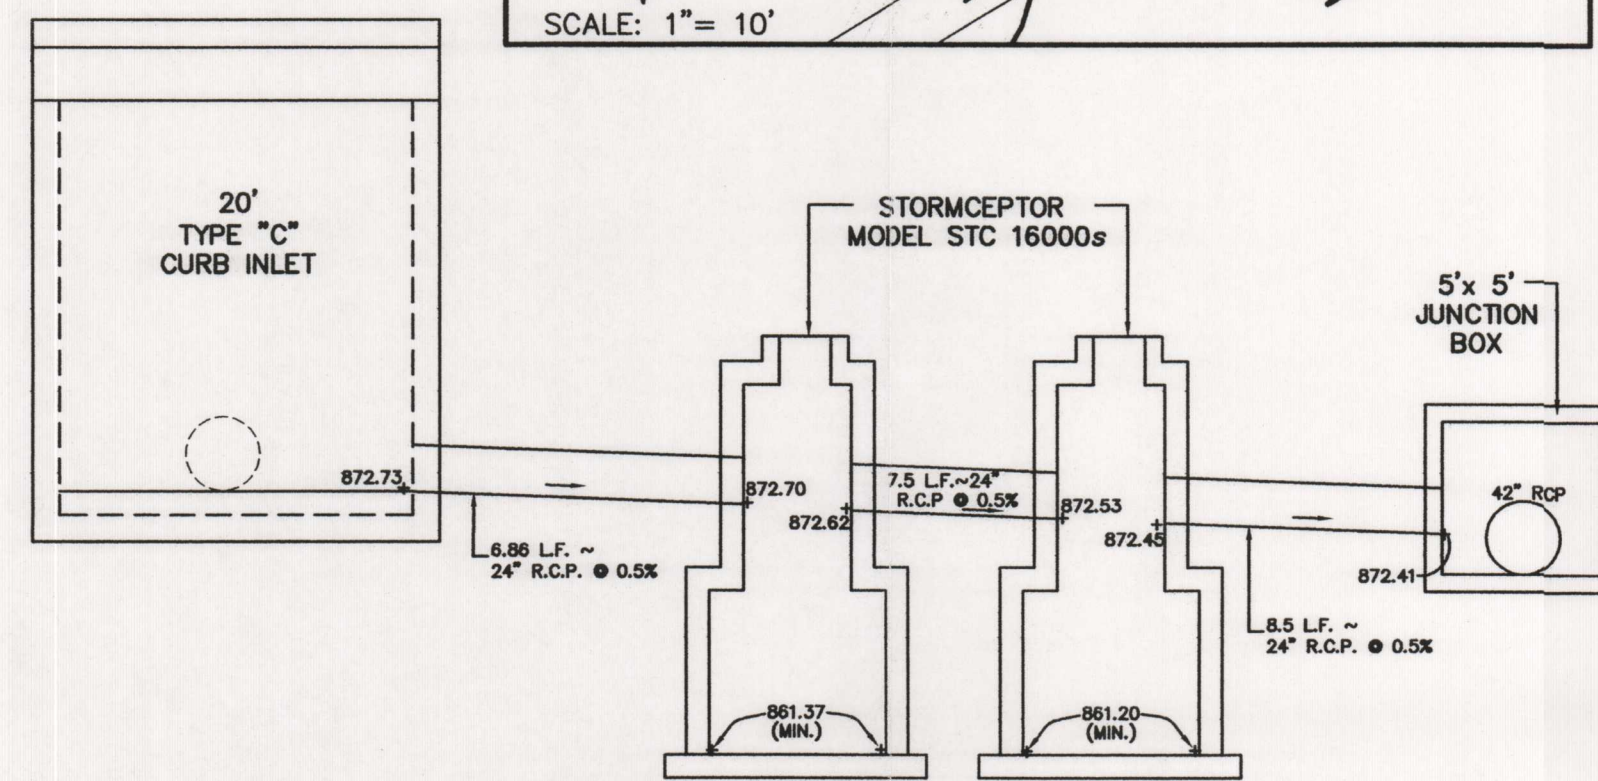 SCALE: 1"= 10'
20'
TYPE "C"
CURB INLET
STORMCEPTOR
MODEL STC 16000s
5'x 5'
JUNCTION
BOX
872.73
872.70
872.62
7.5 L.F.~24"
R.C.P @ 0.5%
872.53
872.45
42" RCP
872.41
6.86 L.F. ~
24" R.C.P. @ 0.5%
8.5 L.F. ~
24" R.C.P. @ 0.5%
861.37
(MIN.)
861.20
(MIN.)